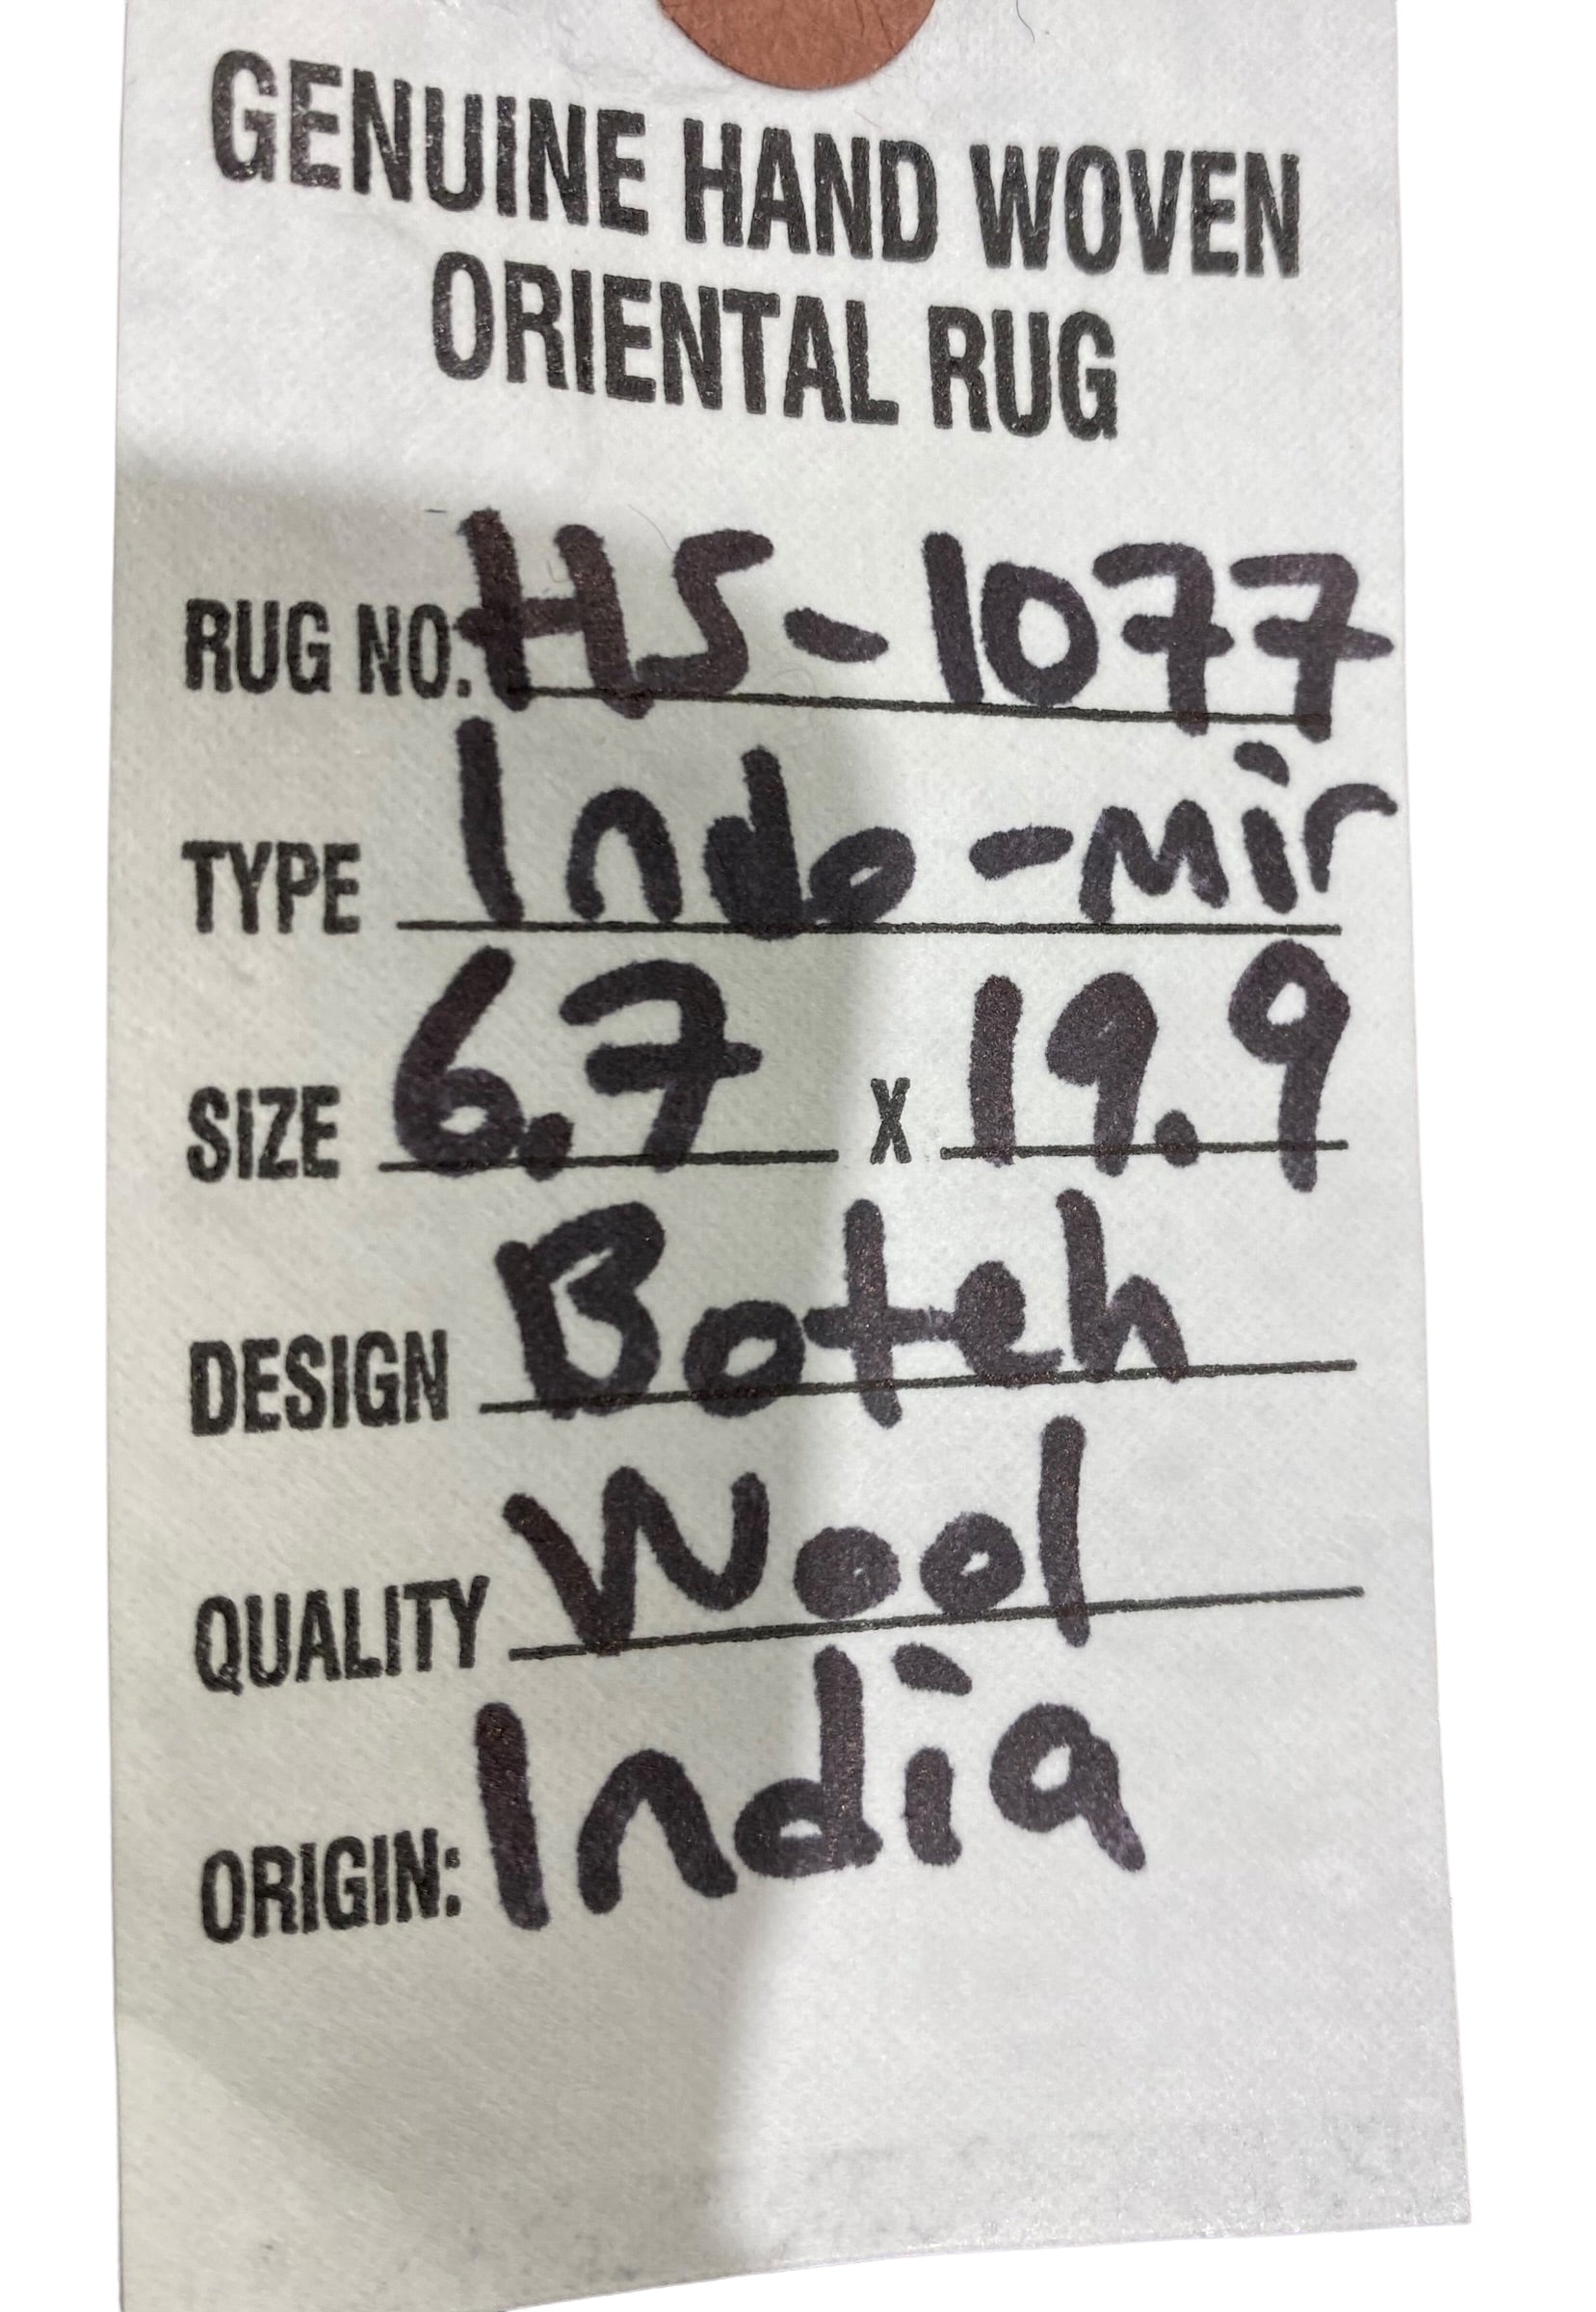 GENUINE HAND WOVEN
ORIENTAL RUG
RUG NO: HS-1077
TYPE Indo-Mir
SIZE 6.7 X 19.9
DESIGN Boteh
QUALITY Wool
ORIGIN: India